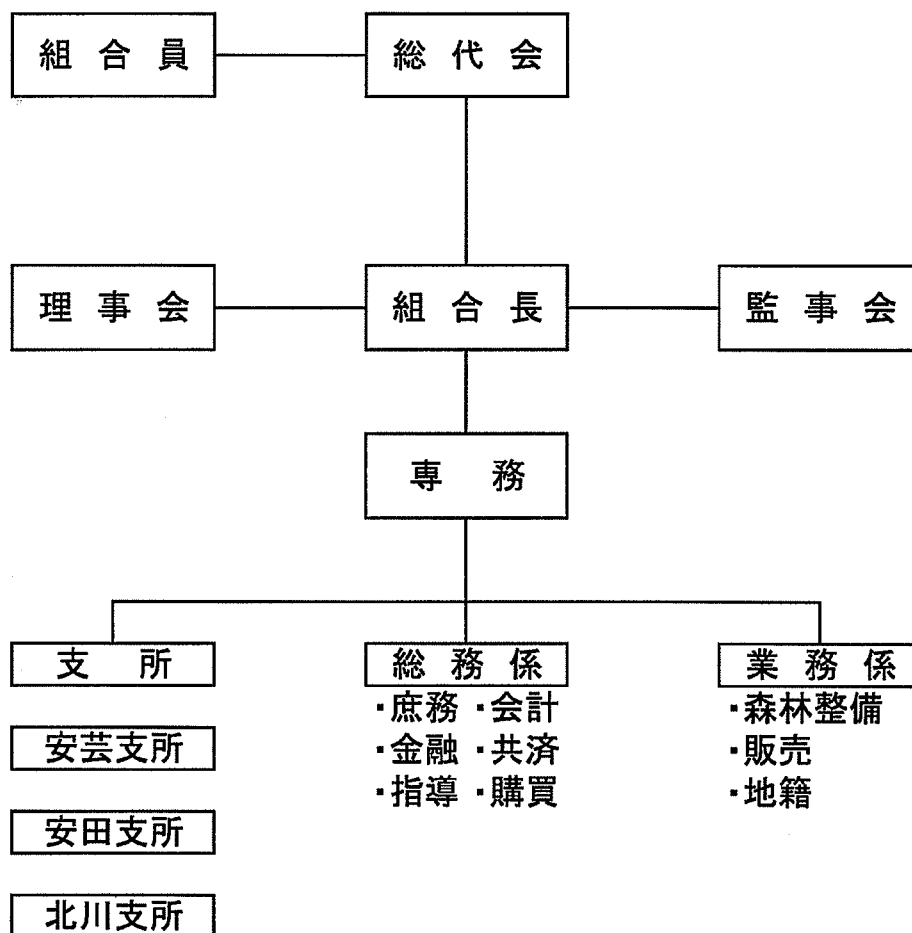 組合員
総代会
理事会
組合長
監事会
専務
支所
総務係
業務係
・庶務 ・会計
・金融 ・共済
・指導 ・購買
・森林整備
・販売
・地籍
安芸支所
安田支所
北川支所